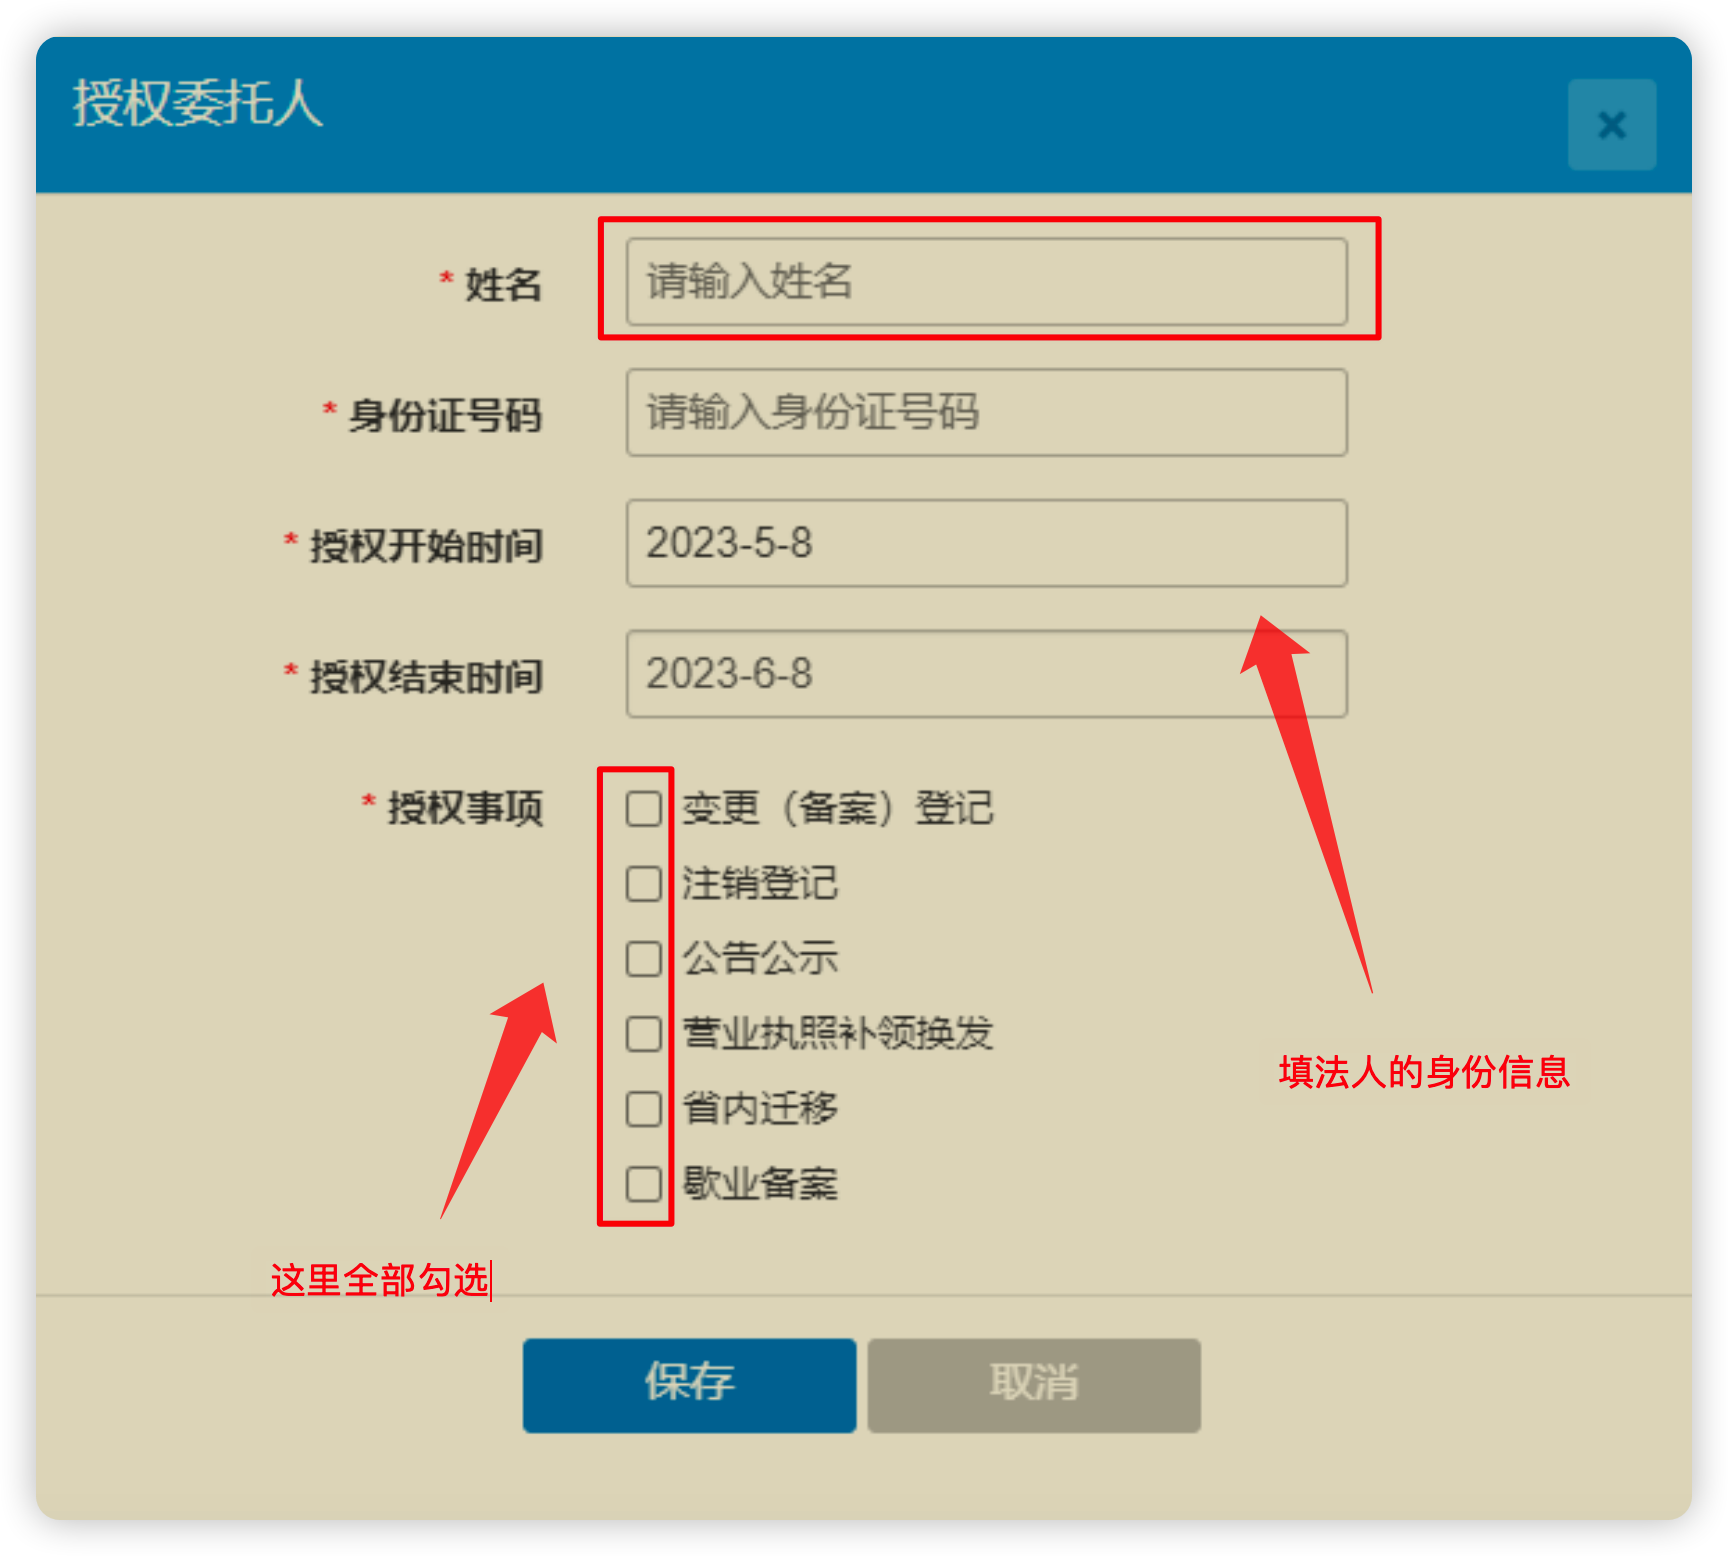 授权委托人
×
* 姓名 请输入姓名
* 身份证号码 请输入身份证号码
* 授权开始时间 2023-5-8
* 授权结束时间 2023-6-8
* 授权事项 变更（备案）登记
注销登记
公告公示
营业执照补领换发
省内迁移
歇业备案
填法人的身份信息
这里全部勾选
保存 取消